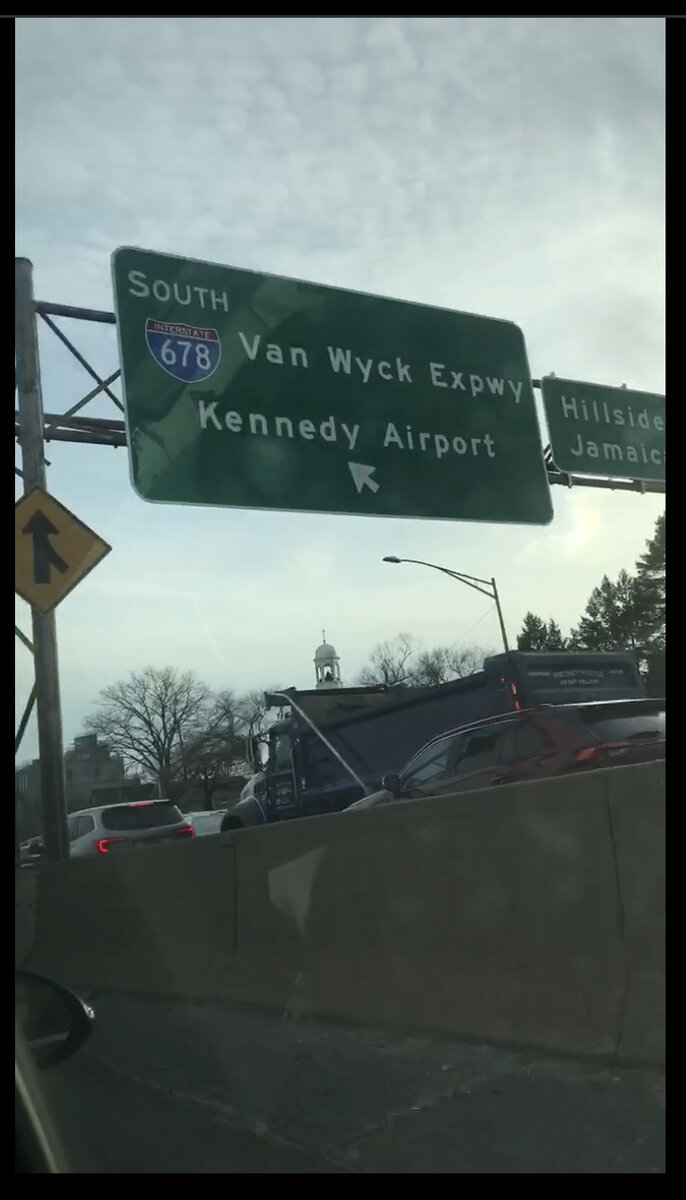 SOUTH
INTERSTATE
678
Van Wyck Expwy
Kennedy Airport
Hillside
Jamaic